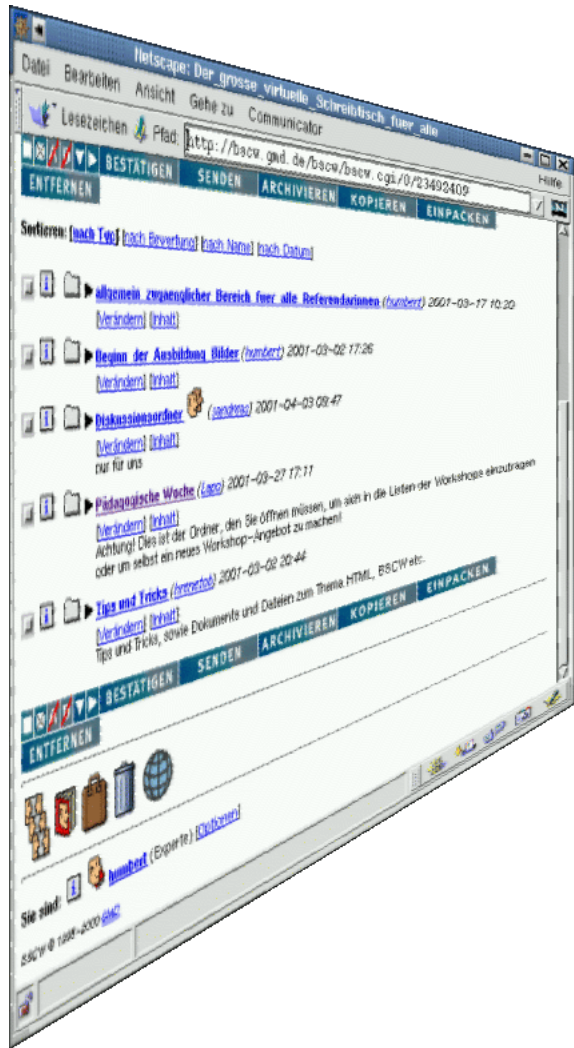 Netscape: Der_grosse_virtuelle_Schreibtisch_fuer_alle
Datei Bearbeiten Ansicht Gehe zu Communicator Hilfe
Lesezeichen Pfad: http://bscw.gmd.de/bscw/bscw.cgi/0/23492409
BESTÄTIGEN SENDEN ARCHIVIEREN KOPIEREN EINPACKEN
ENTFERNEN
Sortieren: [nach Typ] [nach Bewertung] [nach Name] [nach Datum]
allgemein_zugaenglicher_Bereich_fuer_alle_Referendarinnen (humbert) 2001-03-17 10:20
[Verändern] [Inhalt]
Beginn_der_Ausbildung_Bilder (humbert) 2001-03-02 17:26
[Verändern] [Inhalt]
Diskussionsordner (sandreas) 2001-04-03 09:47
[Verändern] [Inhalt]
nur für uns
Pädagogische Woche (Lapo) 2001-03-27 17:11
[Verändern] [Inhalt]
Achtung! Dies ist der Ordner, den Sie öffnen müssen, um sich in die Listen der Workshops einzutragen
oder um selbst ein neues Workshop-Angebot zu machen!
Tips und Tricks 2001-03-02 20:44
[Verändern] [Inhalt]
Tips und Tricks, sowie Dokumente und Dateien zum Thema HTML, BSCW etc.
BESTÄTIGEN SENDEN ARCHIVIEREN KOPIEREN EINPACKEN
ENTFERNEN
Sie sind: humbert (Experte) [Optionen]
BSCW © 1995-2000 GMD